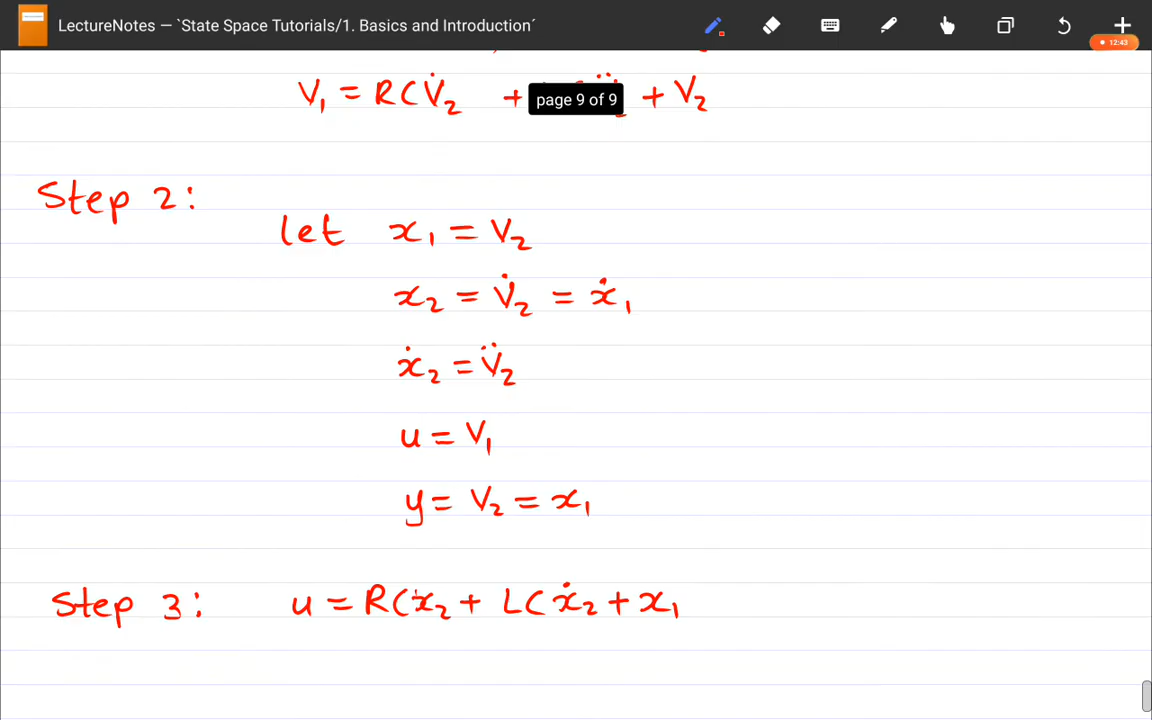 LectureNotes — `State Space Tutorials/1. Basics and Introduction´
12:43
V₁ = RCV̇₂ + + V₂
page 9 of 9
Step 2:
let x₁ = V₂
x₂ = V̇₂ = ẋ₁
ẋ₂ = V̈₂
u = V₁
y = V₂ = x₁
Step 3: u = RCx₂ + LCẋ₂ + x₁